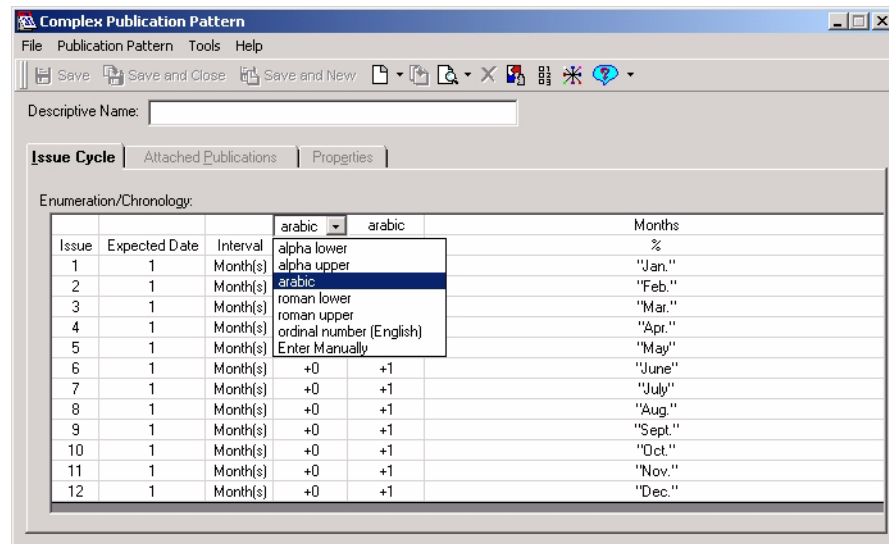 Complex Publication Pattern
File Publication Pattern Tools Help
Save Save and Close Save and New
Descriptive Name:
Issue Cycle Attached Publications Properties
Enumeration/Chronology:
arabic arabic Months
Issue Expected Date Interval %
alpha lower
alpha upper
arabic
roman lower
roman upper
ordinal number (English)
Enter Manually
1 1 Month(s) "Jan."
2 1 Month(s) "Feb."
3 1 Month(s) "Mar."
4 1 Month(s) "Apr."
5 1 Month(s) "May"
6 1 Month(s) +0 +1 "June"
7 1 Month(s) +0 +1 "July"
8 1 Month(s) +0 +1 "Aug."
9 1 Month(s) +0 +1 "Sept."
10 1 Month(s) +0 +1 "Oct."
11 1 Month(s) +0 +1 "Nov."
12 1 Month(s) +0 +1 "Dec."